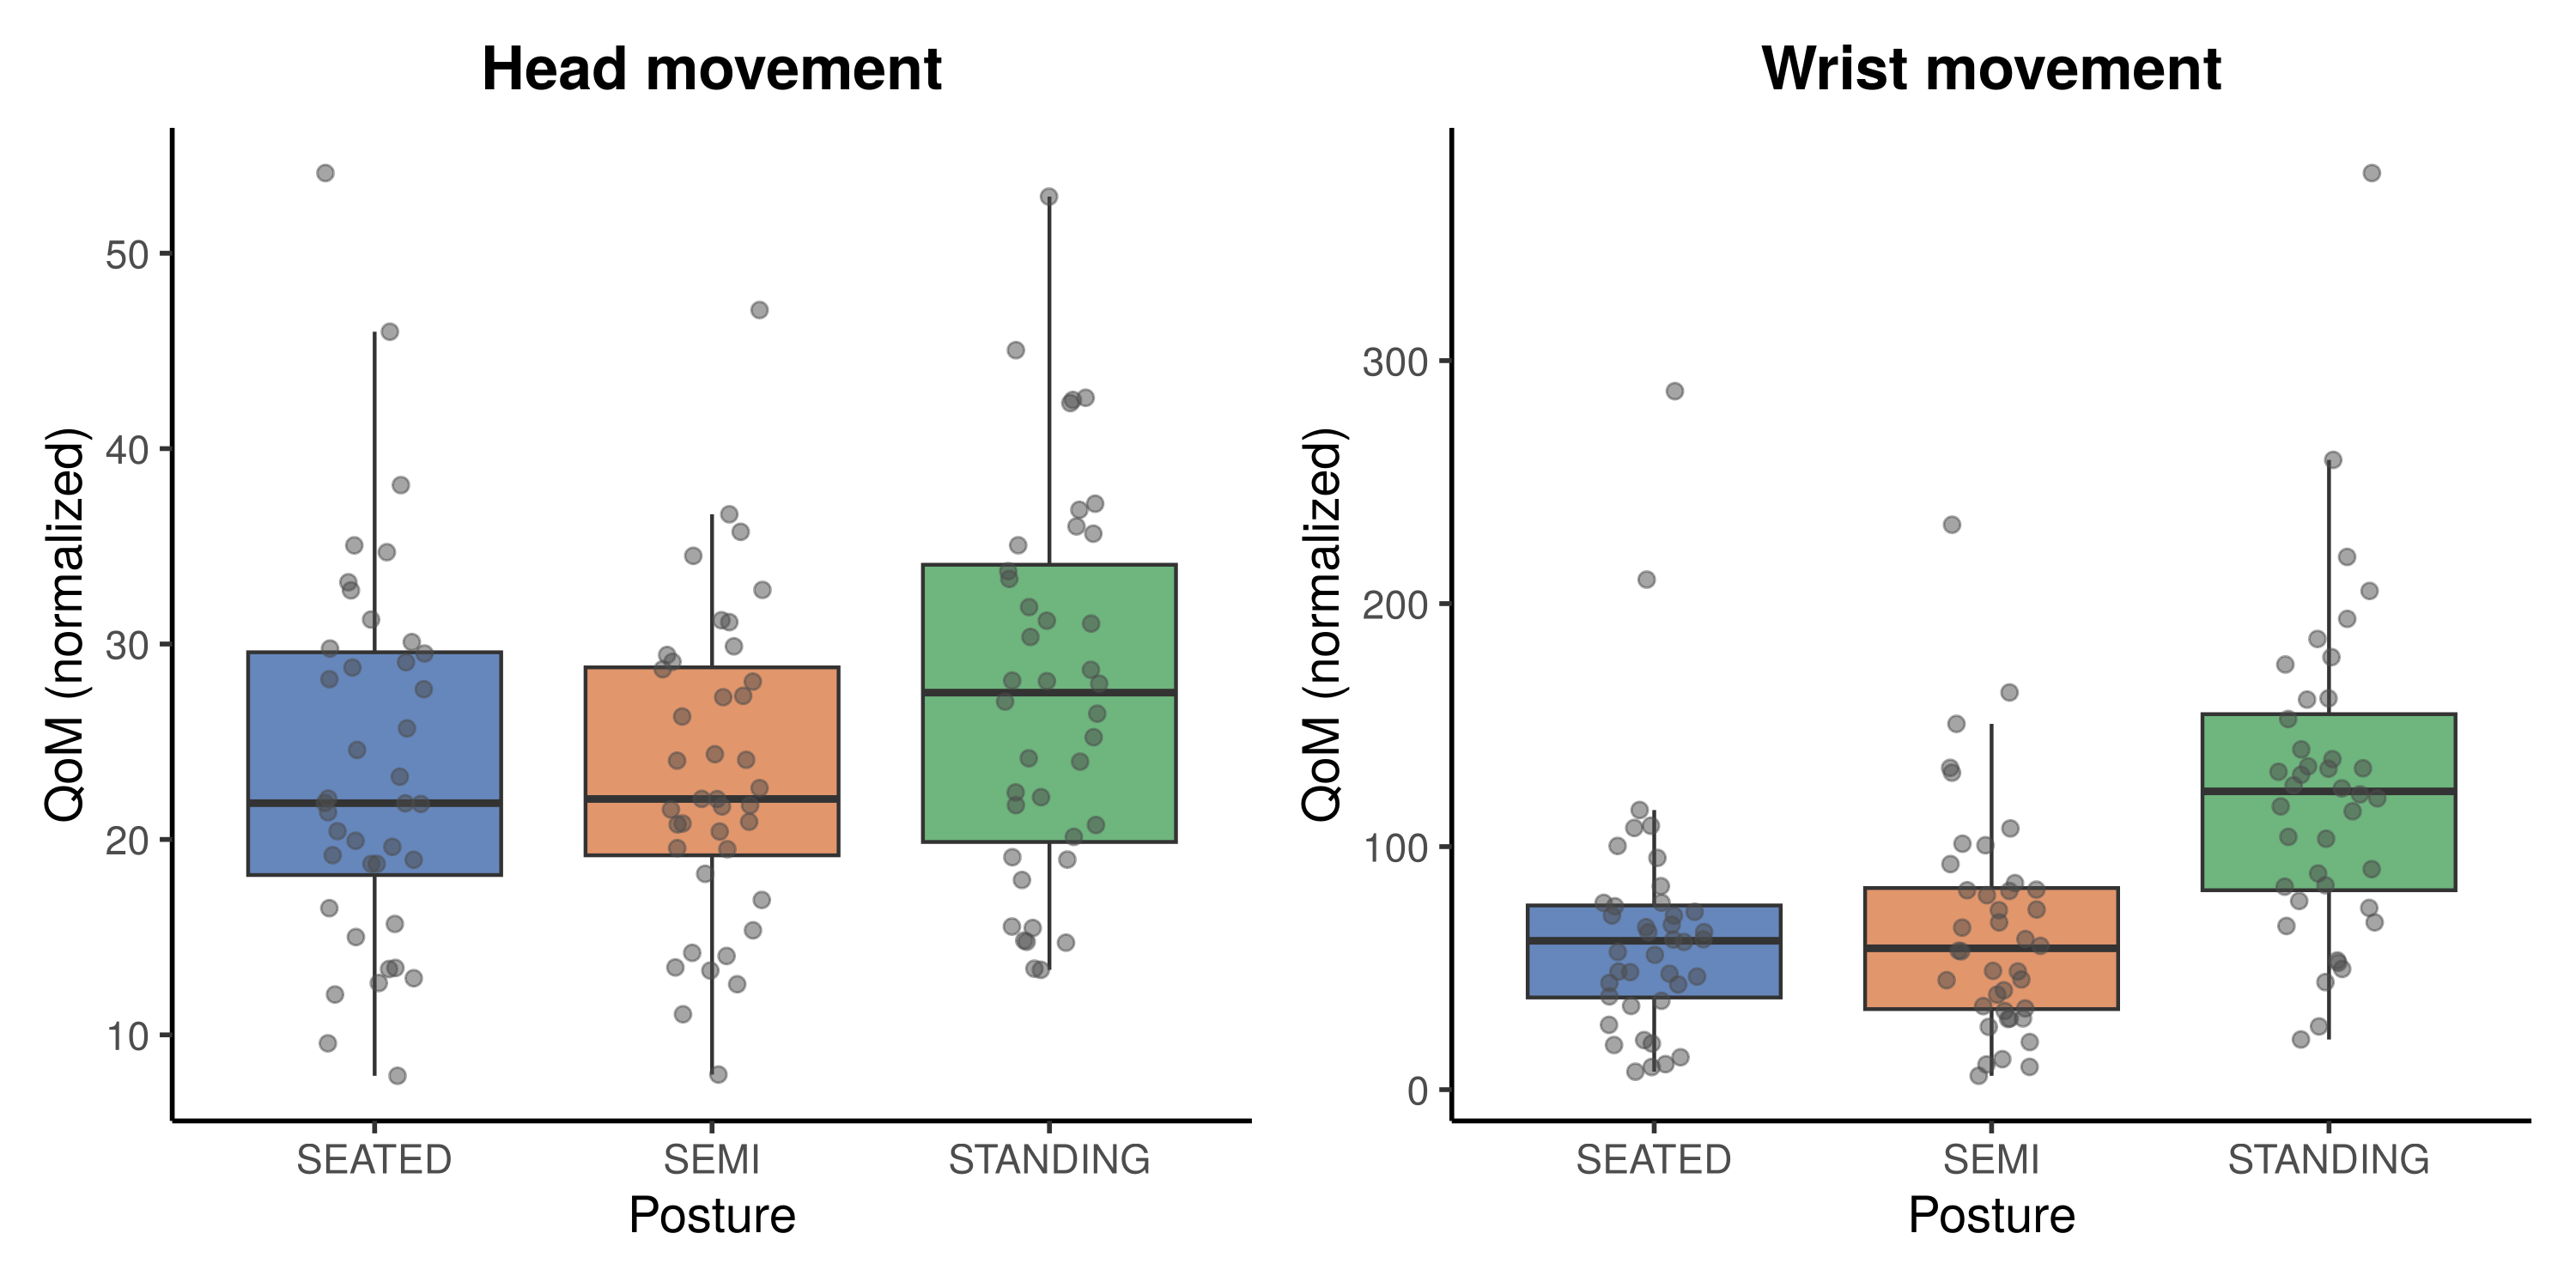 Head movement
QoM (normalized)
50
40
30
20
10
SEATED SEMI STANDING
Posture
Wrist movement
QoM (normalized)
300
200
100
0
SEATED SEMI STANDING
Posture